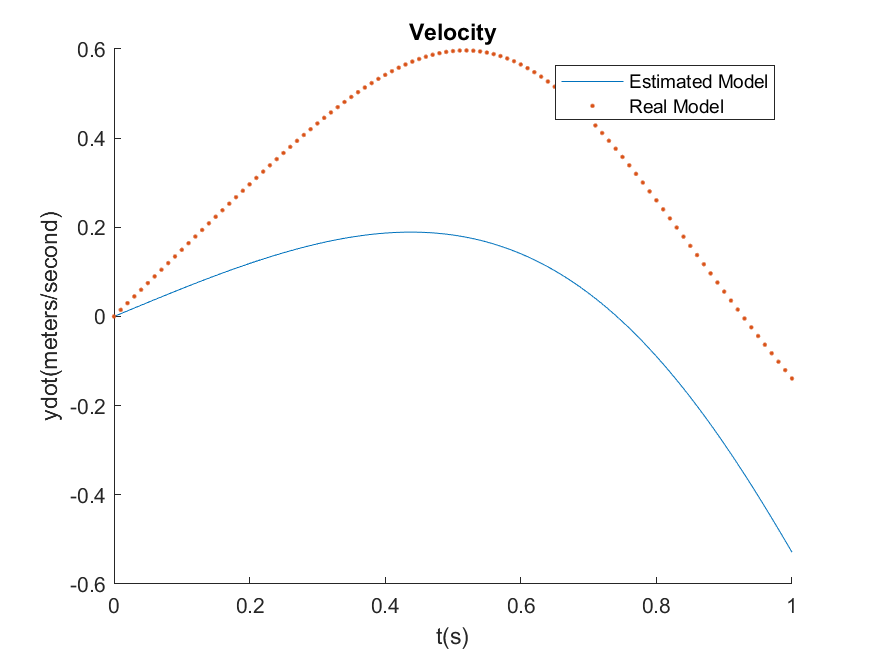 Velocity
Estimated Model
Real Model
0.6
0.4
0.2
0
-0.2
-0.4
-0.6
ydot(meters/second)
0 0.2 0.4 0.6 0.8 1
t(s)